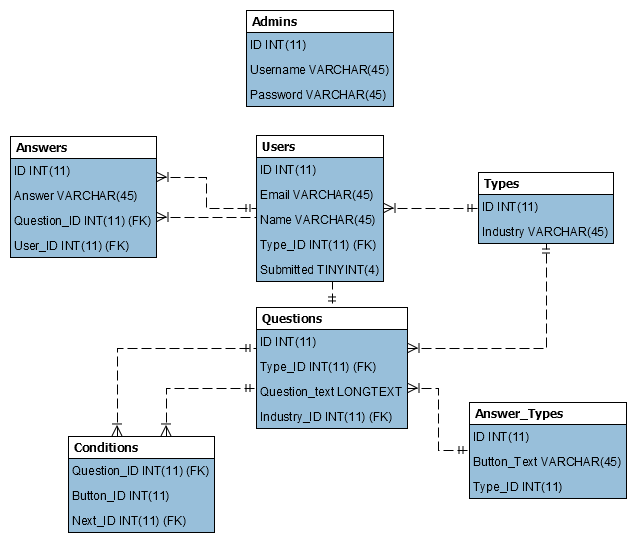 Admins
ID INT(11)
Username VARCHAR(45)
Password VARCHAR(45)
Answers
ID INT(11)
Answer VARCHAR(45)
Question_ID INT(11) (FK)
User_ID INT(11) (FK)
Users
ID INT(11)
Email VARCHAR(45)
Name VARCHAR(45)
Type_ID INT(11) (FK)
Submitted TINYINT(4)
Types
ID INT(11)
Industry VARCHAR(45)
Questions
ID INT(11)
Type_ID INT(11) (FK)
Question_text LONGTEXT
Industry_ID INT(11) (FK)
Conditions
Question_ID INT(11) (FK)
Button_ID INT(11)
Next_ID INT(11) (FK)
Answer_Types
ID INT(11)
Button_Text VARCHAR(45)
Type_ID INT(11)